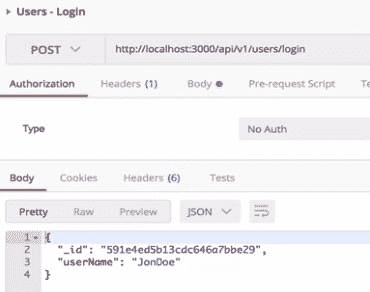 Users - Login
POST http://localhost:3000/api/v1/users/login
Authorization Headers (1) Body Pre-request Script
Type No Auth
Body Cookies Headers (6) Tests
Pretty Raw Preview JSON
1 {
2 "_id": "591e4ed5b13cdc646a7bbe29",
3 "userName": "JonDoe"
4 }